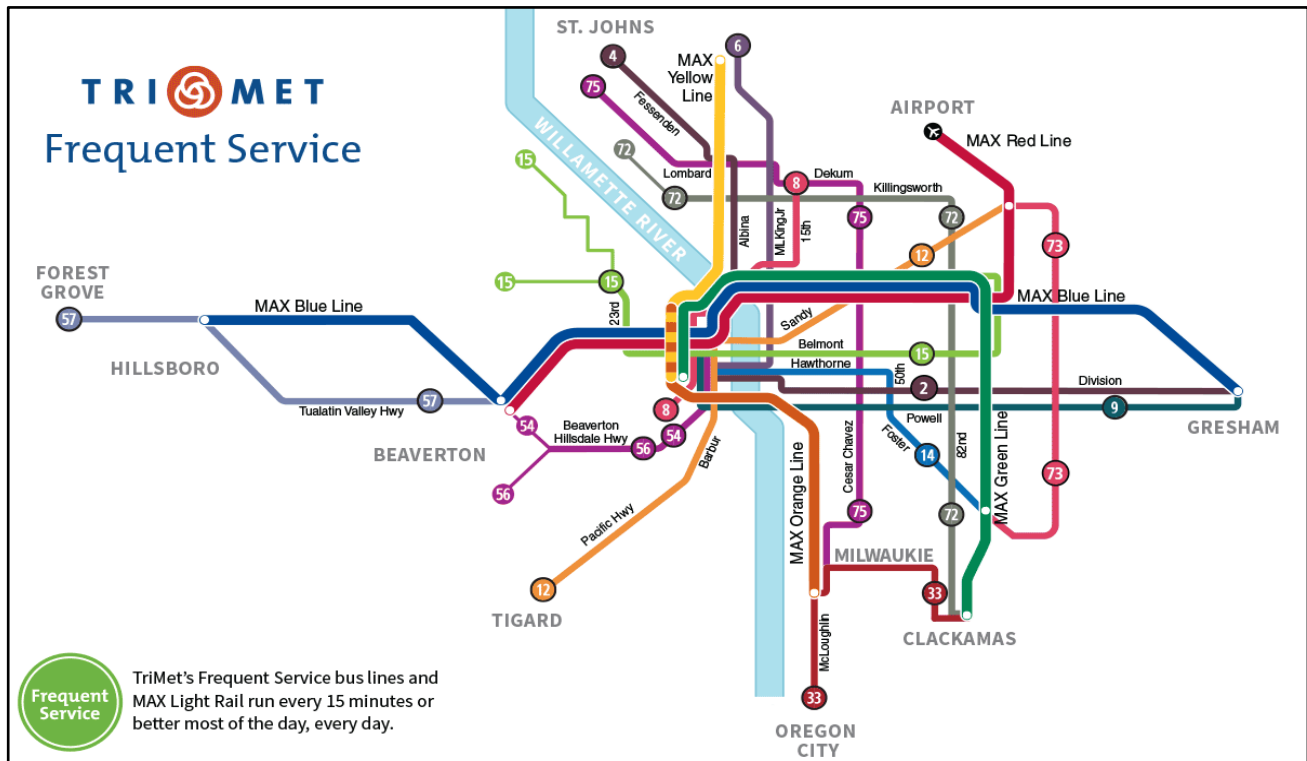 TRI MET
Frequent Service
ST. JOHNS
4
75
Fessenden
MAX
Yellow
Line
6
AIRPORT
MAX Red Line
WILLAMETTE RIVER
15
72
Lombard
8
Dekum
72
Killingsworth
Albina
MLKingJr
15th
75
72
12
73
FOREST
GROVE
57
MAX Blue Line
15
15
23rd
MAX Blue Line
Sandy
Belmont
15
HILLSBORO
Hawthorne
50th
2
Division
57
Tualatin Valley Hwy
8
9
Powell
GRESHAM
54
Beaverton
Hillsdale Hwy
56
54
Barbur
BEAVERTON
Foster
14
82nd
Cesar Chavez
MAX Orange Line
MAX Green Line
73
56
75
72
Pacific Hwy
12
TIGARD
MILWAUKIE
33
CLACKAMAS
McLoughlin
33
OREGON
CITY
Frequent
Service
TriMet's Frequent Service bus lines and
MAX Light Rail run every 15 minutes or
better most of the day, every day.